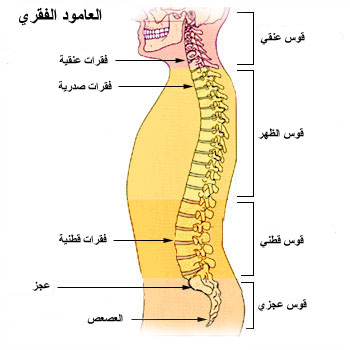 العامود الفقري
قوس عنقي
فقرات عنقية
فقرات صدرية
قوس الظهر
فقرات قطنية
قوس قطني
عجز
قوس عجزي
العصعص